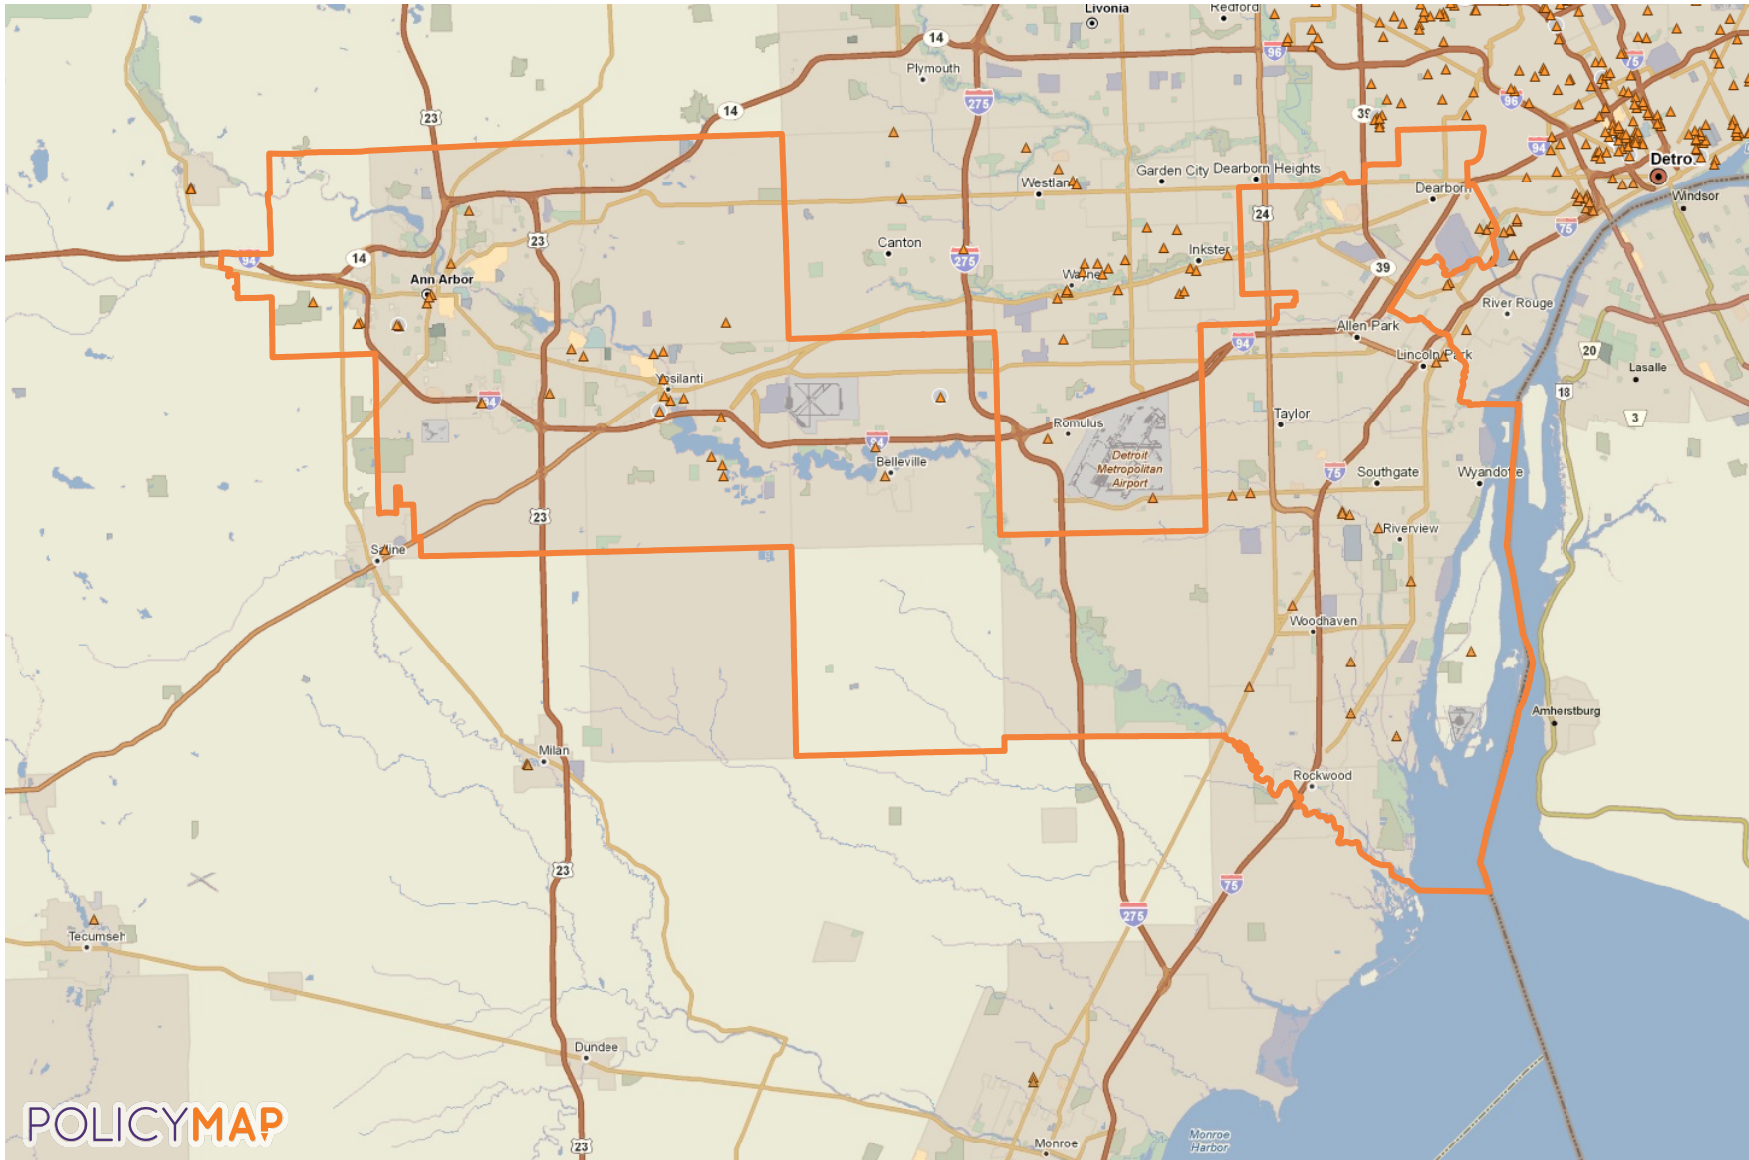 Livonia
Redford
14
96
75
Plymouth
275
96
23
14
39
94
Detro
Garden City
Dearborn Heights
Westland
Dearborn
Windsor
24
75
23
Canton
275
Inkster
94
14
39
Wayne
Ann Arbor
River Rouge
Allen Park
94
20
Lincoln Park
Lasalle
Ypsilanti
18
94
Taylor
3
Romulus
94
Detroit
Metropolitan
Airport
Belleville
75
Southgate
Wyandotte
23
Riverview
Saline
Woodhaven
Amherstburg
Milan
Rockwood
23
75
275
Tecumseh
Dundee
POLICYMAP
23
Monroe
Monroe
Harbor